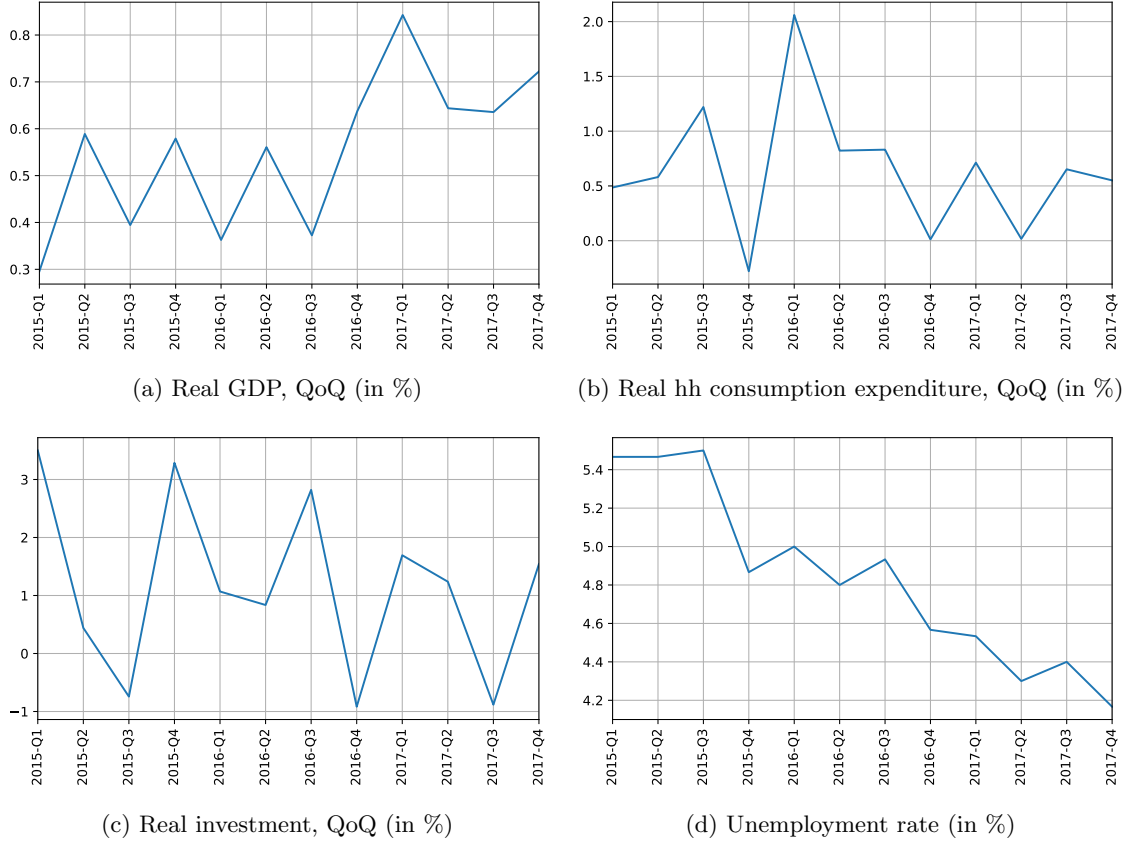 0.8
0.7
0.6
0.5
0.4
0.3
2015-Q1
2015-Q2
2015-Q3
2015-Q4
2016-Q1
2016-Q2
2016-Q3
2016-Q4
2017-Q1
2017-Q2
2017-Q3
2017-Q4
(a) Real GDP, QoQ (in %)
2.0
1.5
1.0
0.5
0.0
2015-Q1
2015-Q2
2015-Q3
2015-Q4
2016-Q1
2016-Q2
2016-Q3
2016-Q4
2017-Q1
2017-Q2
2017-Q3
2017-Q4
(b) Real hh consumption expenditure, QoQ (in %)
3
2
1
0
−1
2015-Q1
2015-Q2
2015-Q3
2015-Q4
2016-Q1
2016-Q2
2016-Q3
2016-Q4
2017-Q1
2017-Q2
2017-Q3
2017-Q4
(c) Real investment, QoQ (in %)
5.4
5.2
5.0
4.8
4.6
4.4
4.2
2015-Q1
2015-Q2
2015-Q3
2015-Q4
2016-Q1
2016-Q2
2016-Q3
2016-Q4
2017-Q1
2017-Q2
2017-Q3
2017-Q4
(d) Unemployment rate (in %)